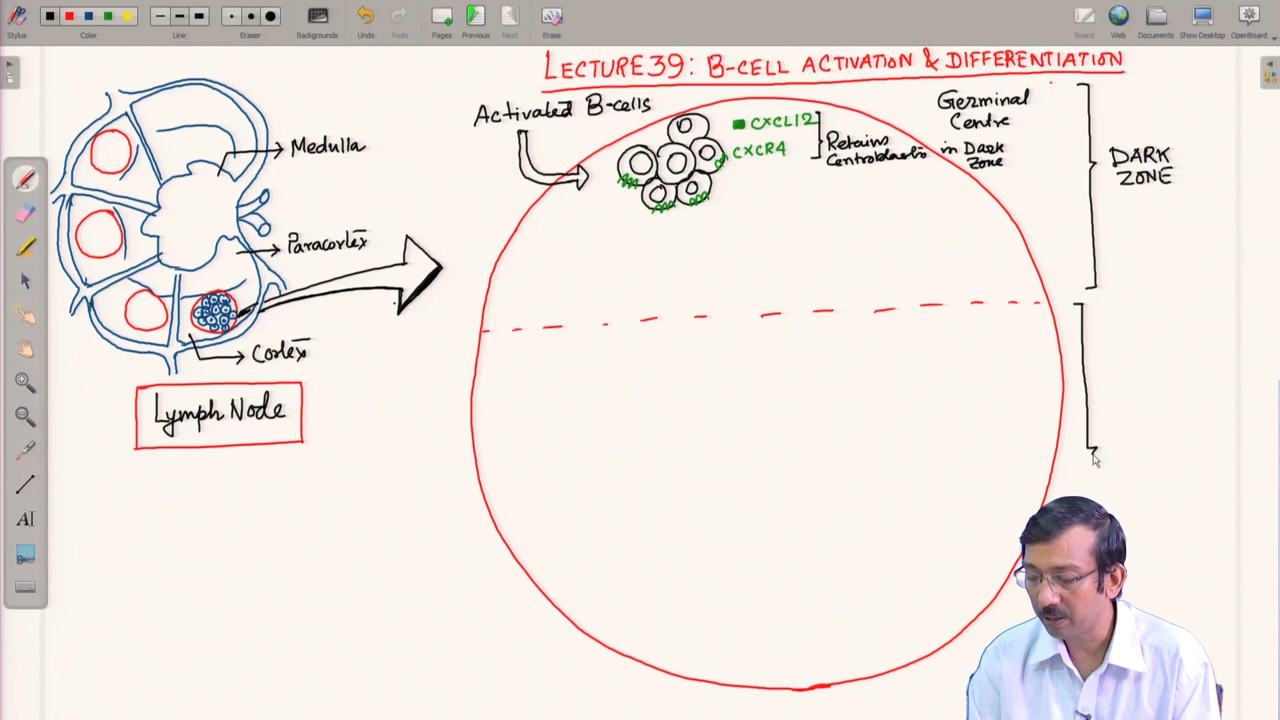 Stylus
Color
Line
Eraser
Backgrounds
Undo
Redo
Pages
Previous
Next
Erase
Board
Web
Documents
Show Desktop
OpenBoard
LECTURE 39: B-CELL ACTIVATION & DIFFERENTIATION
Medulla
Paracortex
Cortex
Lymph Node
Activated B-cells
CXCL12
CXCR4
Retains
Centroblasts
Germinal
Centre
in Dark
Zone
DARK
ZONE
A